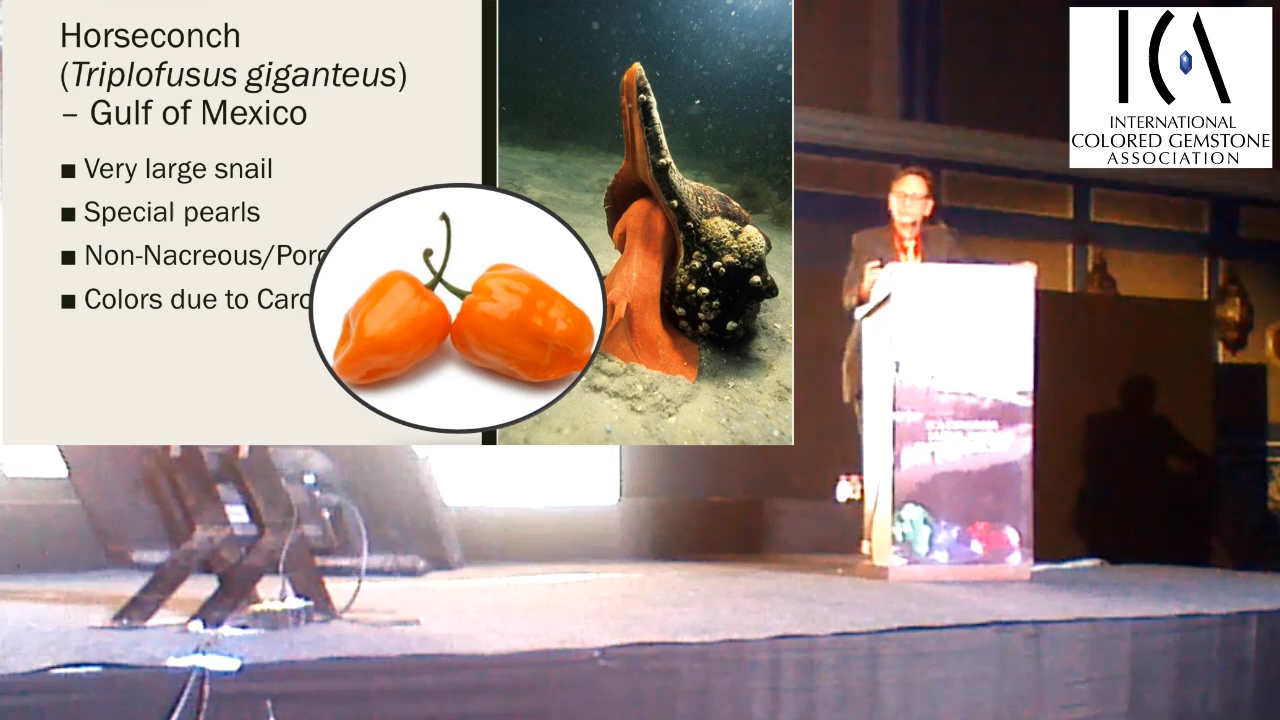 Horseconch
(Triplofusus giganteus)
– Gulf of Mexico
■ Very large snail
■ Special pearls
■ Non-Nacreous/Porc
■ Colors due to Caro
ICA
INTERNATIONAL
COLORED GEMSTONE
ASSOCIATION